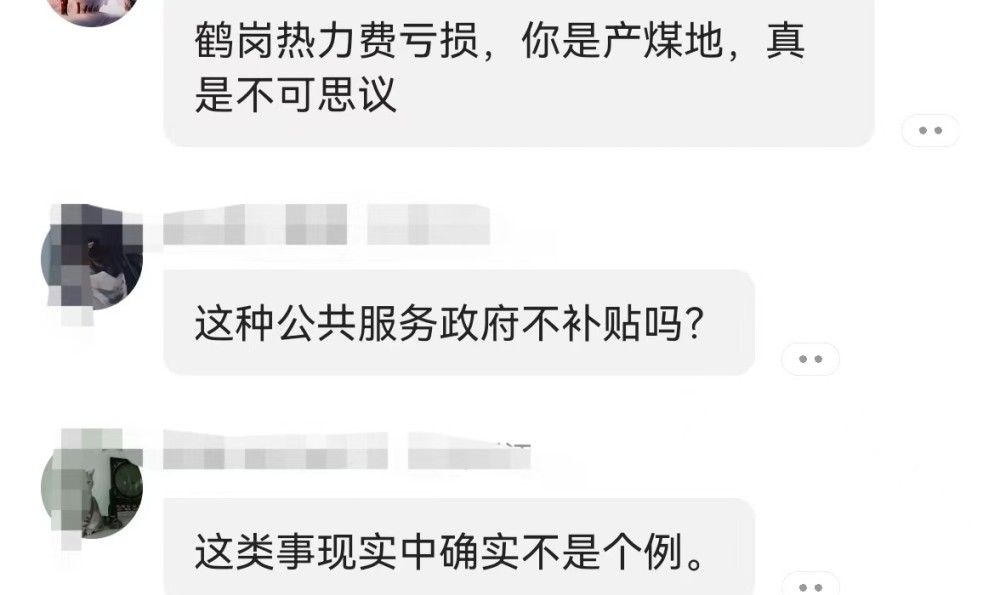 鹤岗热力费亏损，你是产煤地，真
是不可思议
这种公共服务政府不补贴吗？
这类事现实中确实不是个例。